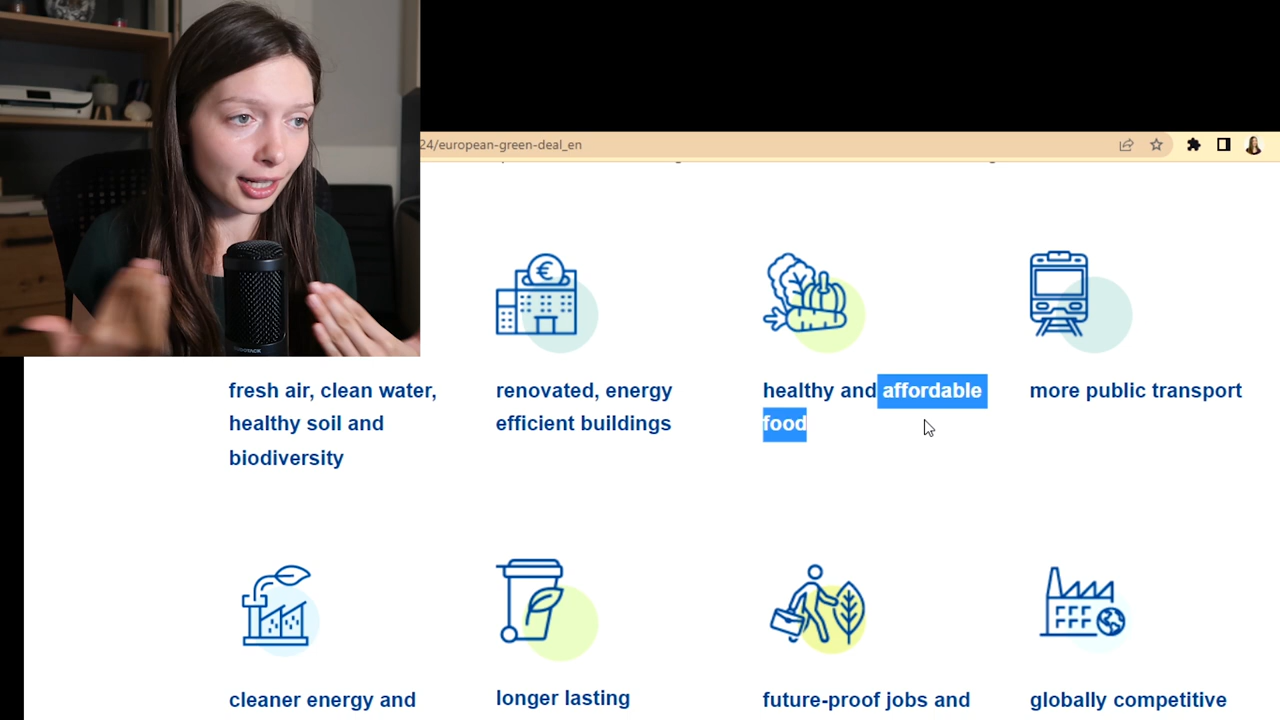 24/european-green-deal_en
€
fresh air, clean water,
healthy soil and
biodiversity
renovated, energy
efficient buildings
healthy and affordable
food
more public transport
cleaner energy and
longer lasting
future-proof jobs and
globally competitive